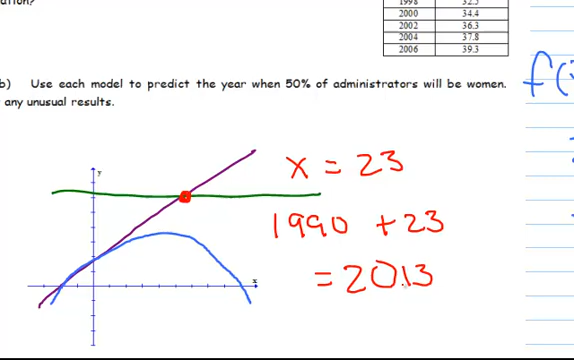 ation?
1998 32.5
2000 34.4
2002 36.3
2004 37.8
2006 39.3
b) Use each model to predict the year when 50% of administrators will be women.
any unusual results.
f(
y
x
x = 23
1990 + 23
= 2013